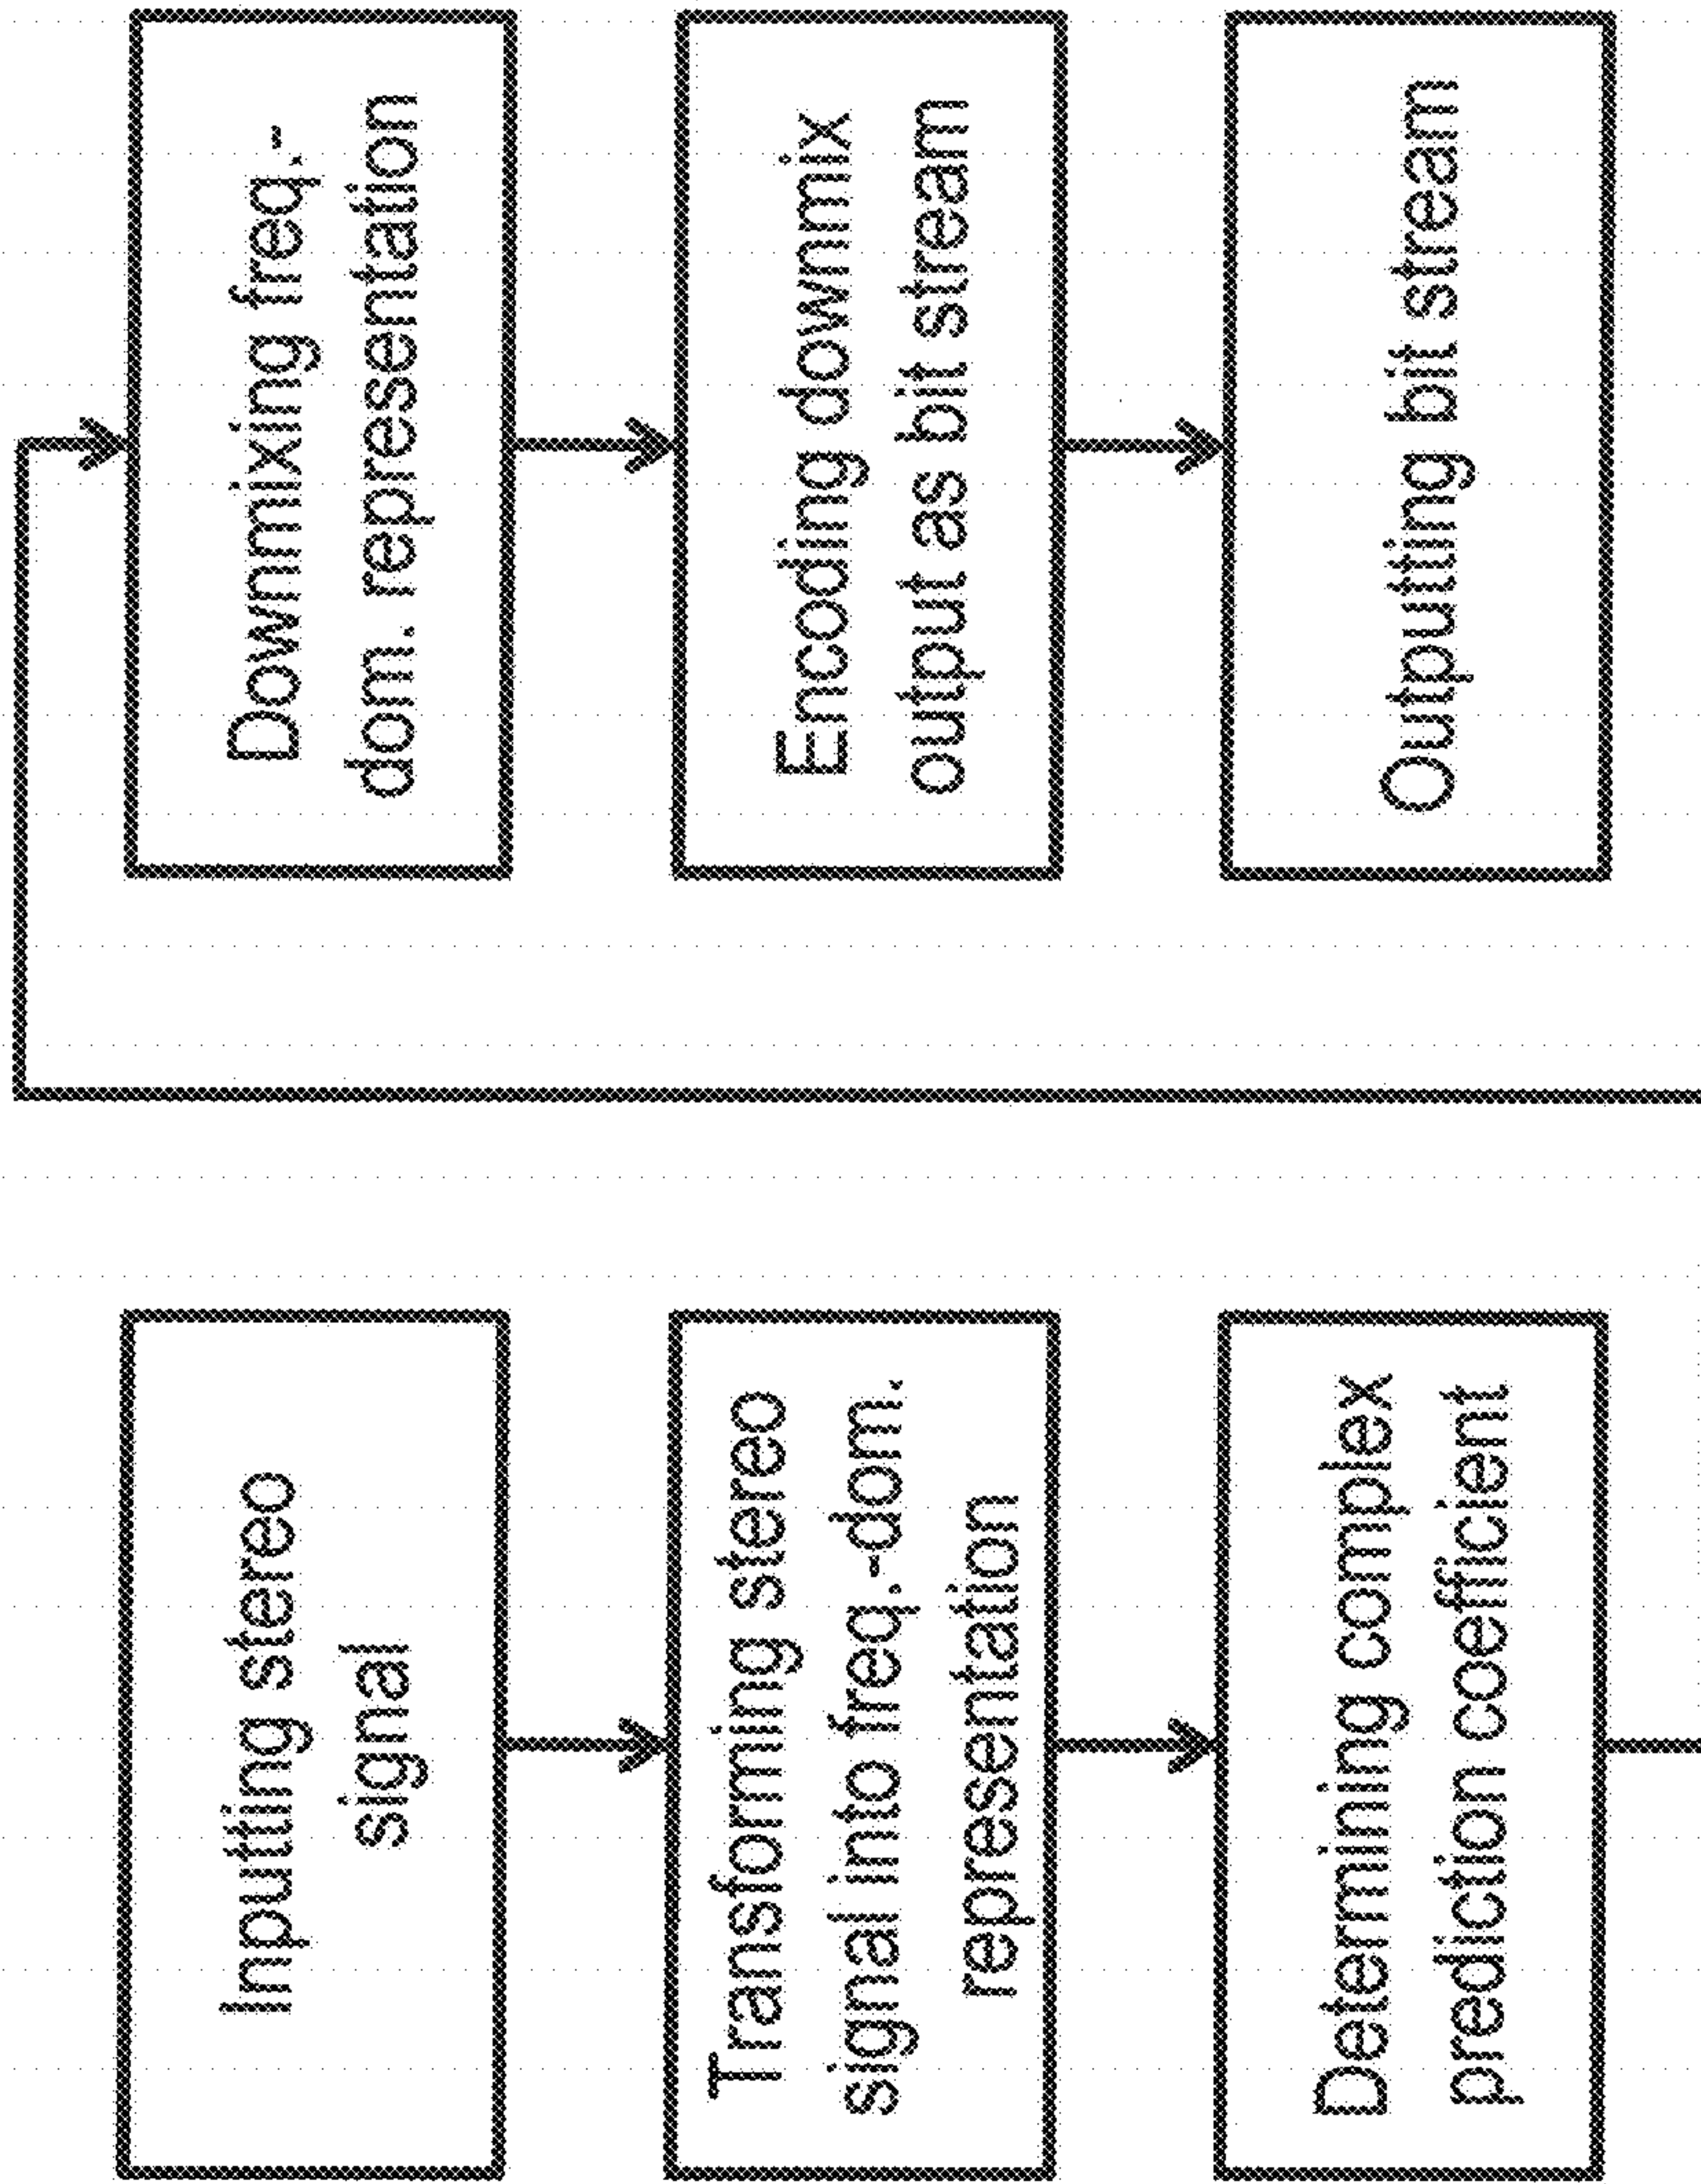 Inputting stereo
signal
Transforming stereo
signal into freq.-dom.
representation
Determining complex
prediction coefficient
Downmixing freq.-
dom. representation
Encoding downmix
output as bit stream
Outputting bit stream